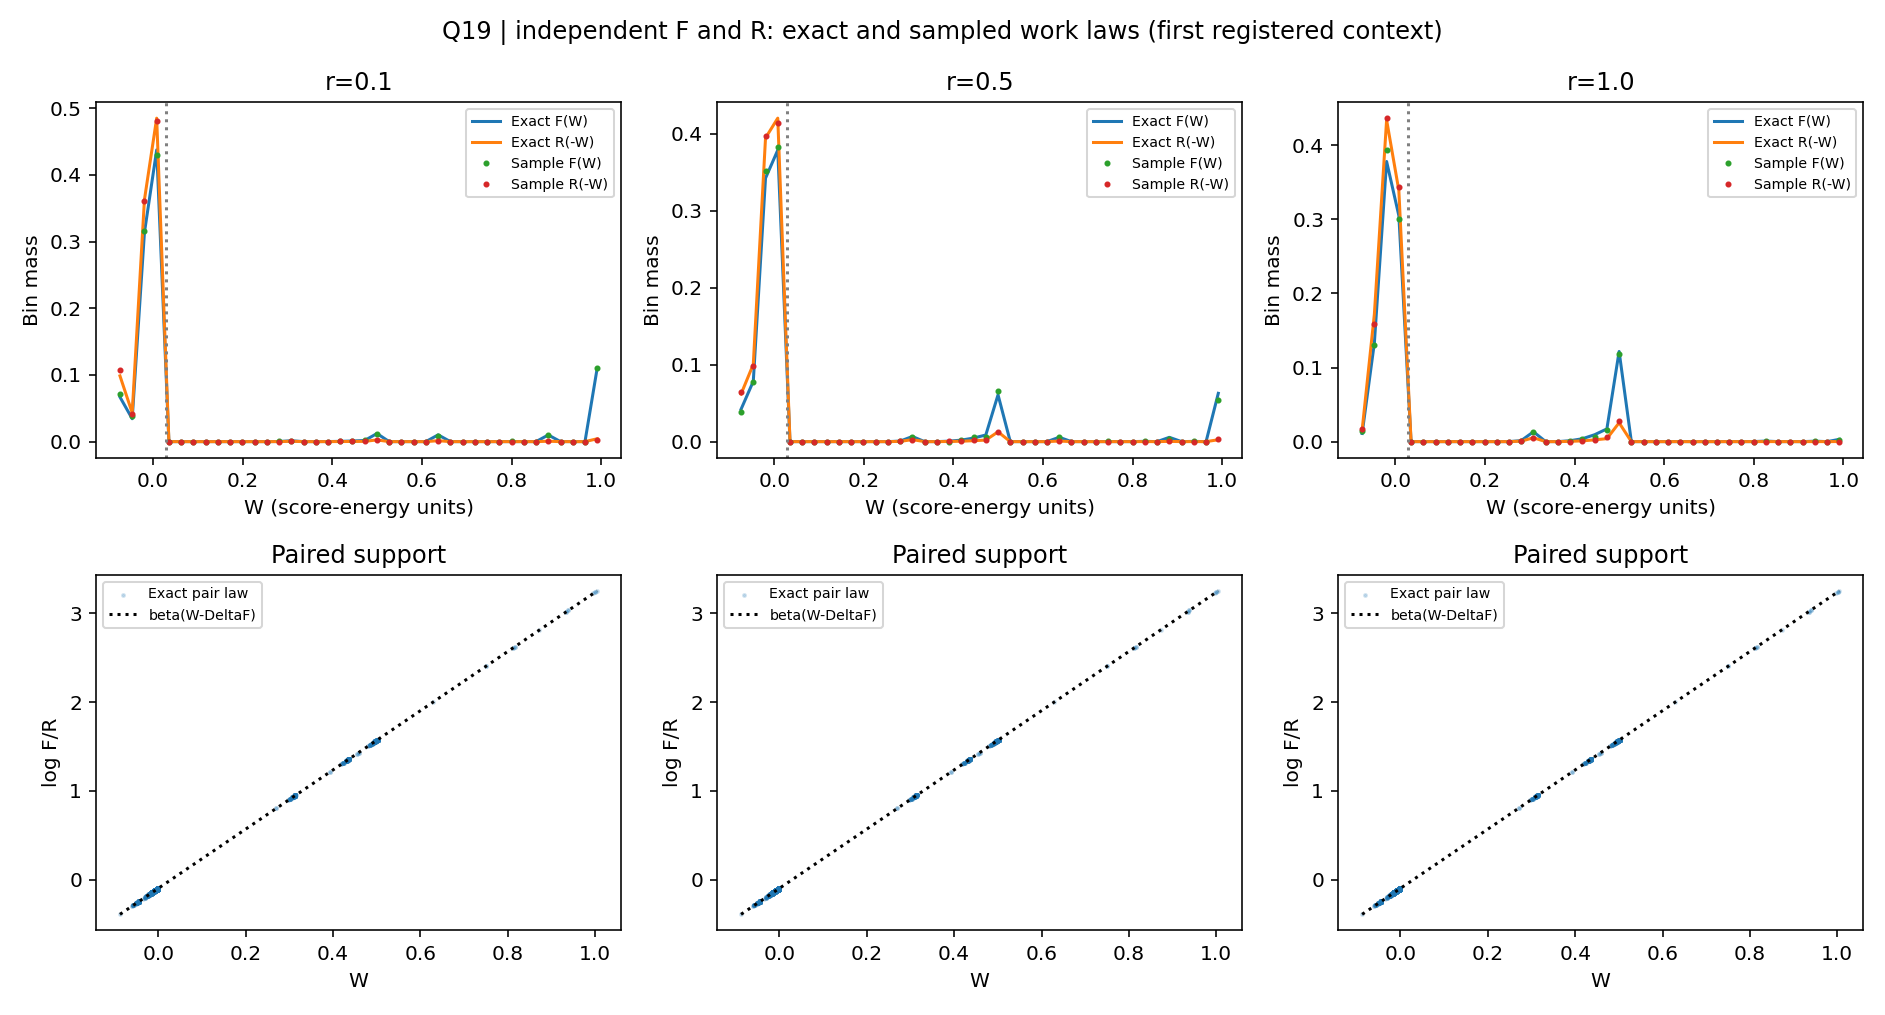 Q19 | independent F and R: exact and sampled work laws (first registered context)
r=0.1
0.5
0.4
0.3
0.2
0.1
0.0
Bin mass
Exact F(W)
Exact R(-W)
Sample F(W)
Sample R(-W)
0.0 0.2 0.4 0.6 0.8 1.0
W (score-energy units)
r=0.5
0.4
0.3
0.2
0.1
0.0
Bin mass
Exact F(W)
Exact R(-W)
Sample F(W)
Sample R(-W)
0.0 0.2 0.4 0.6 0.8 1.0
W (score-energy units)
r=1.0
0.4
0.3
0.2
0.1
0.0
Bin mass
Exact F(W)
Exact R(-W)
Sample F(W)
Sample R(-W)
0.0 0.2 0.4 0.6 0.8 1.0
W (score-energy units)
Paired support
3
2
1
0
log F/R
Exact pair law
beta(W-DeltaF)
0.0 0.2 0.4 0.6 0.8 1.0
W
Paired support
3
2
1
0
log F/R
Exact pair law
beta(W-DeltaF)
0.0 0.2 0.4 0.6 0.8 1.0
W
Paired support
3
2
1
0
log F/R
Exact pair law
beta(W-DeltaF)
0.0 0.2 0.4 0.6 0.8 1.0
W